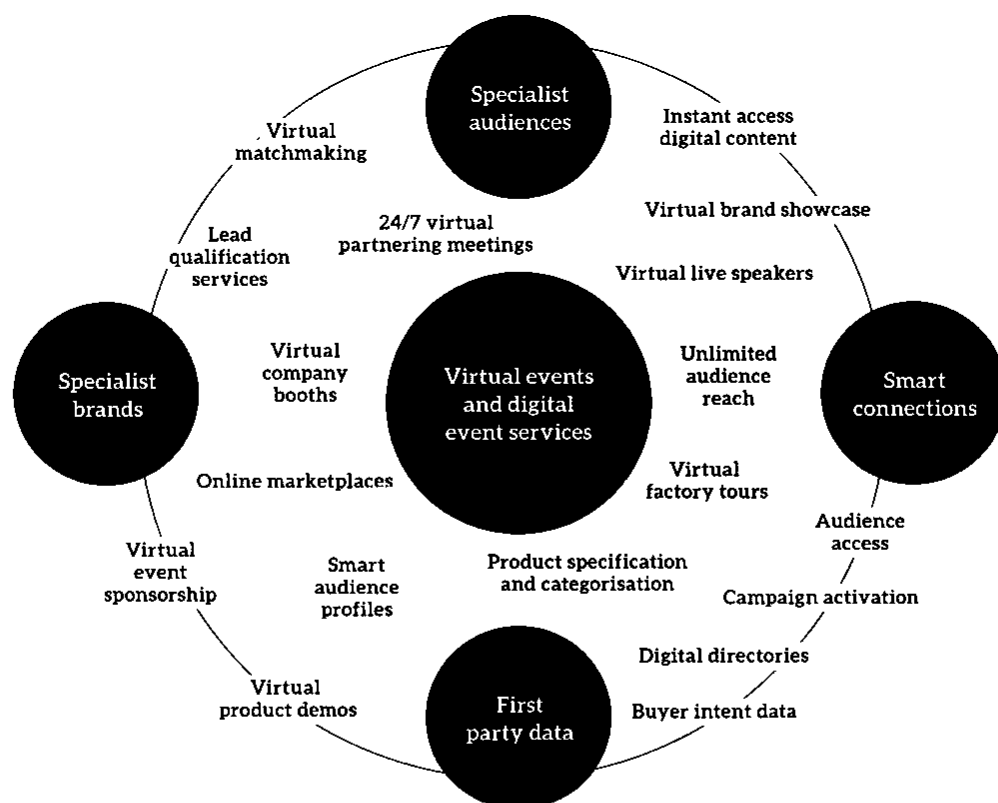 Specialist
audiences
Instant access
digital content
Virtual
matchmaking
Virtual brand showcase
24/7 virtual
partnering meetings
Lead
qualification
services
Virtual live speakers
Specialist
brands
Virtual
company
booths
Virtual events
and digital
event services
Unlimited
audience
reach
Smart
connections
Online marketplaces
Virtual
factory tours
Audience
access
Virtual
event
sponsorship
Smart
audience
profiles
Product specification
and categorisation
Campaign activation
Digital directories
Virtual
product demos
First
party data
Buyer intent data